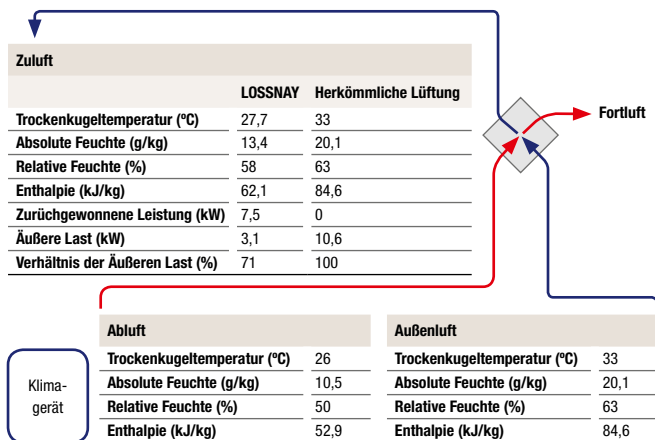 Zuluft
LOSSNAY Herkömmliche Lüftung
Trockenkugeltemperatur (ºC) 27,7 33
Absolute Feuchte (g/kg) 13,4 20,1
Relative Feuchte (%) 58 63
Enthalpie (kJ/kg) 62,1 84,6
Zurüchgewonnene Leistung (kW) 7,5 0
Äußere Last (kW) 3,1 10,6
Verhältnis der Äußeren Last (%) 71 100
Fortluft
Klima-
gerät
Abluft
Trockenkugeltemperatur (ºC) 26
Absolute Feuchte (g/kg) 10,5
Relative Feuchte (%) 50
Enthalpie (kJ/kg) 52,9
Außenluft
Trockenkugeltemperatur (ºC) 33
Absolute Feuchte (g/kg) 20,1
Relative Feuchte (%) 63
Enthalpie (kJ/kg) 84,6